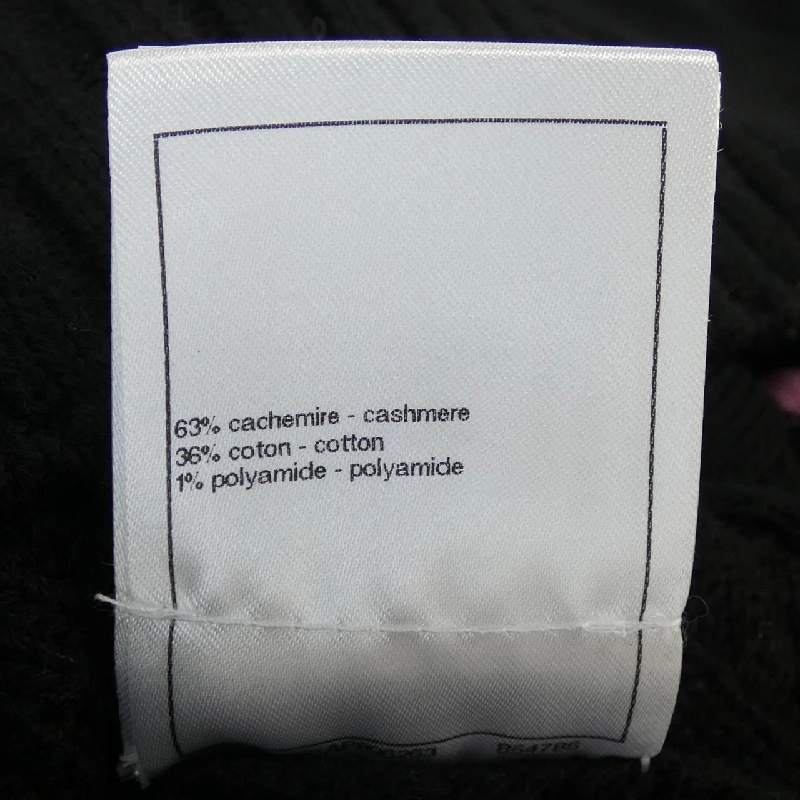 63% cachemire - cashmere
36% coton - cotton
1% polyamide - polyamide